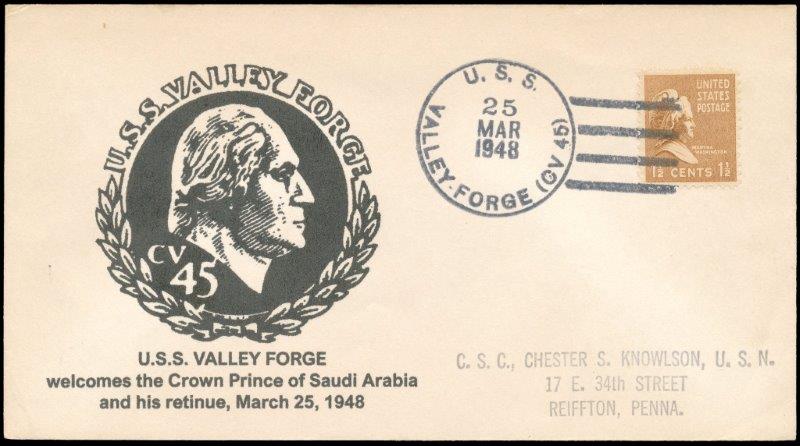 U.S.S. VALLEY FORGE
CV
45
U.S.S. VALLEY FORGE
welcomes the Crown Prince of Saudi Arabia
and his retinue, March 25, 1948
U. S. S.
25
MAR
1948
VALLEY FORGE (CV 45)
UNITED
STATES
POSTAGE
MARTHA
WASHINGTON
1½ CENTS 1½
C. S. C., CHESTER S. KNOWLSON, U. S. N.
17 E. 34th STREET
REIFFTON, PENNA.